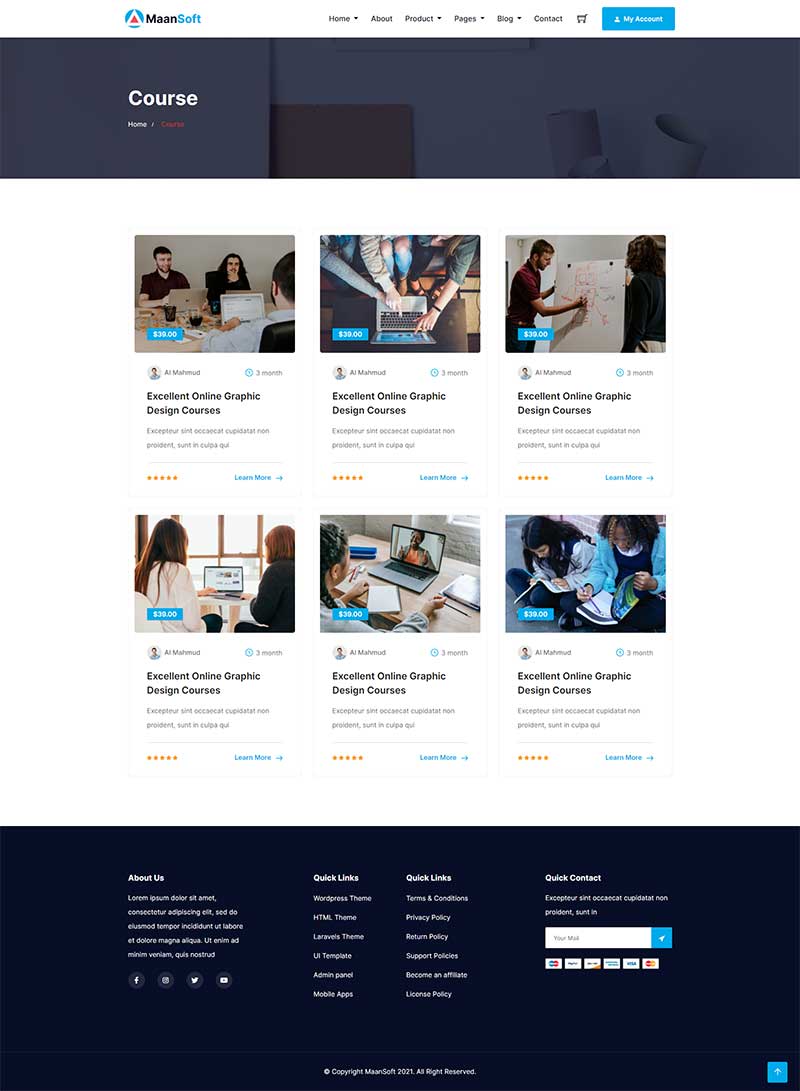 MaanSoft
Home About Product Pages Blog Contact My Account
Course
Home / Course
$39.00 $39.00 $39.00
Al Mahmud 3 month Al Mahmud 3 month Al Mahmud 3 month
Excellent Online Graphic Excellent Online Graphic Excellent Online Graphic
Design Courses Design Courses Design Courses
Excepteur sint occaecat cupidatat non Excepteur sint occaecat cupidatat non Excepteur sint occaecat cupidatat non
proident, sunt in culpa qui proident, sunt in culpa qui proident, sunt in culpa qui
Learn More Learn More Learn More
$39.00 $39.00 $39.00
Al Mahmud 3 month Al Mahmud 3 month Al Mahmud 3 month
Excellent Online Graphic Excellent Online Graphic Excellent Online Graphic
Design Courses Design Courses Design Courses
Excepteur sint occaecat cupidatat non Excepteur sint occaecat cupidatat non Excepteur sint occaecat cupidatat non
proident, sunt in culpa qui proident, sunt in culpa qui proident, sunt in culpa qui
Learn More Learn More Learn More
About Us
Lorem ipsum dolor sit amet,
consectetur adipiscing elit, sed do
eiusmod tempor incididunt ut labore
et dolore magna aliqua. Ut enim ad
minim veniam, quis nostrud
Quick Links
Wordpress Theme
HTML Theme
Laravels Theme
UI Template
Admin panel
Mobile Apps
Quick Links
Terms & Conditions
Privacy Policy
Return Policy
Support Policies
Become an affiliate
License Policy
Quick Contact
Excepteur sint occaecat cupidatat non
proident, sunt in
Your Mail
VISA
© Copyright MaanSoft 2021. All Right Reserved.